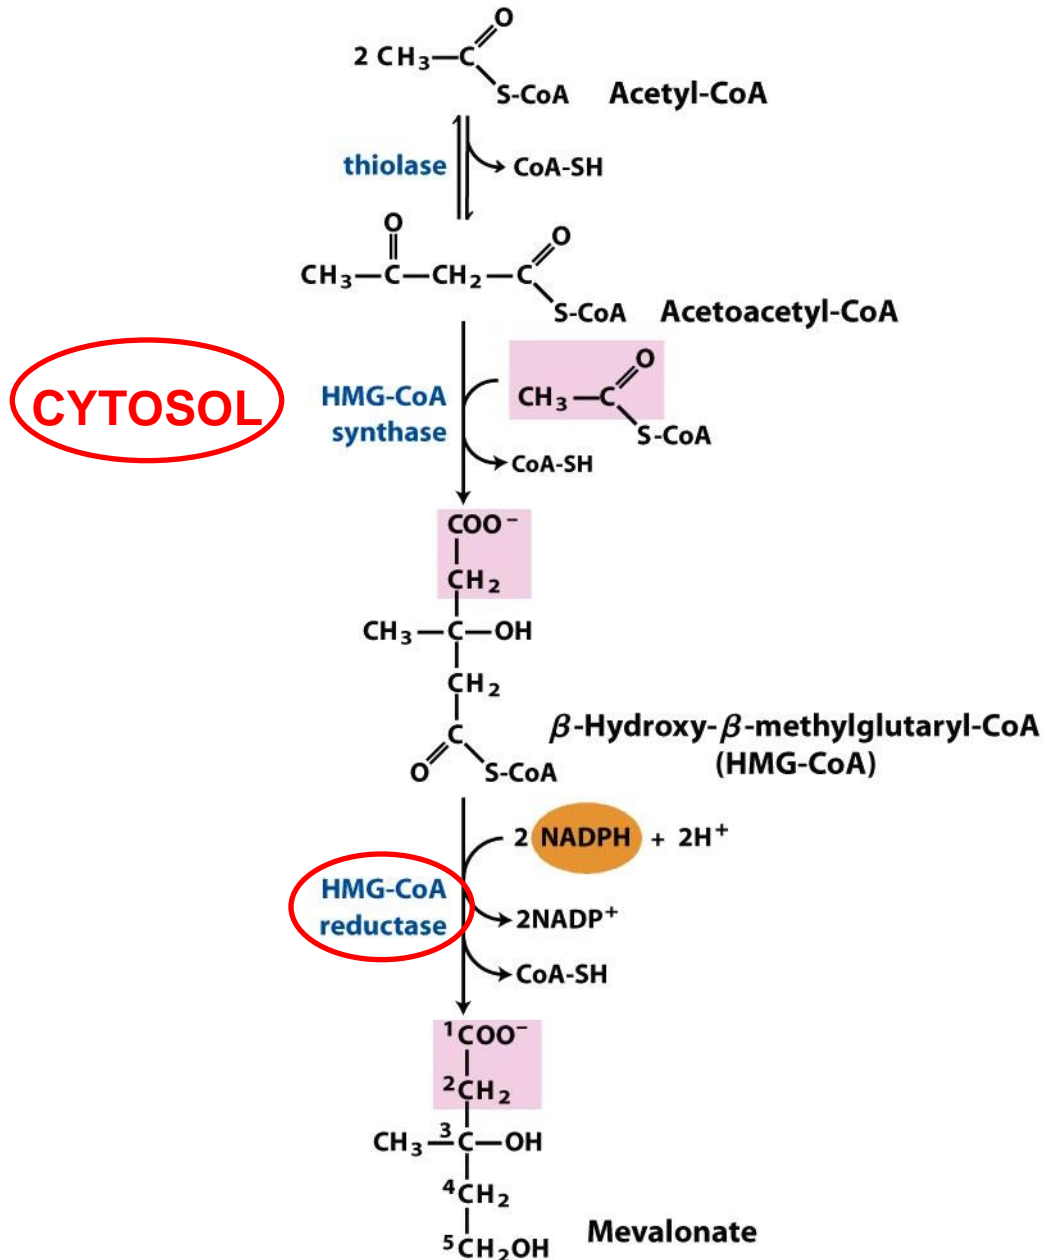 O
2 CH₃—C
S-CoA Acetyl-CoA
thiolase CoA-SH
O O
CH₃—C—CH₂—C
S-CoA Acetoacetyl-CoA
CYTOSOL
HMG-CoA
synthase
O
CH₃—C
S-CoA
CoA-SH
COO⁻
CH₂
CH₃—C—OH
CH₂
C
O S-CoA
β-Hydroxy-β-methylglutaryl-CoA
(HMG-CoA)
2 NADPH + 2H⁺
HMG-CoA
reductase
2NADP⁺
CoA-SH
¹COO⁻
²CH₂
CH₃—³C—OH
⁴CH₂
⁵CH₂OH
Mevalonate